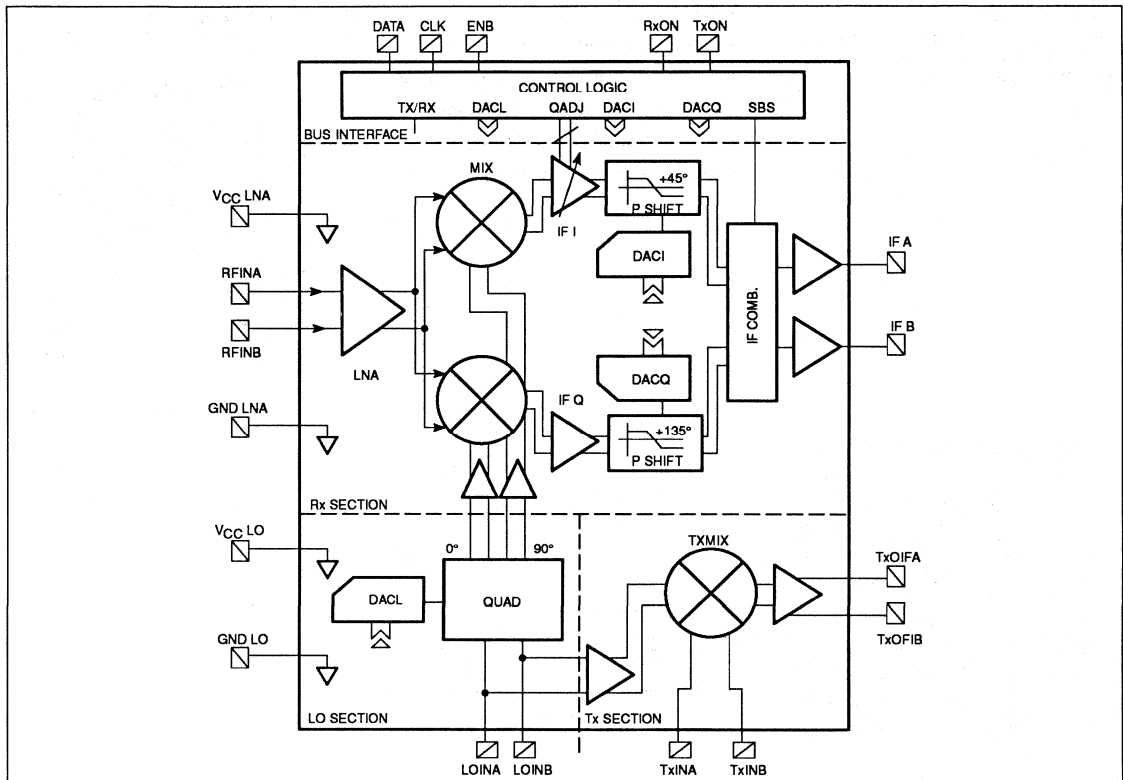 DATA CLK ENB RxON TxON
CONTROL LOGIC
TX/RX DACL QADJ DACI DACQ SBS
BUS INTERFACE
MIX
+45°
P SHIFT
VCC LNA
IF I
DACI
IF A
RFINA
IF COMB.
RFINB
IF B
LNA
DACQ
IF Q
GND LNA
+135°
P SHIFT
Rx SECTION
VCC LO
0° 90°
TXMIX
TxOIFA
DACL
QUAD
TxOFIB
GND LO
LO SECTION
Tx SECTION
LOINA LOINB TxINA TxINB